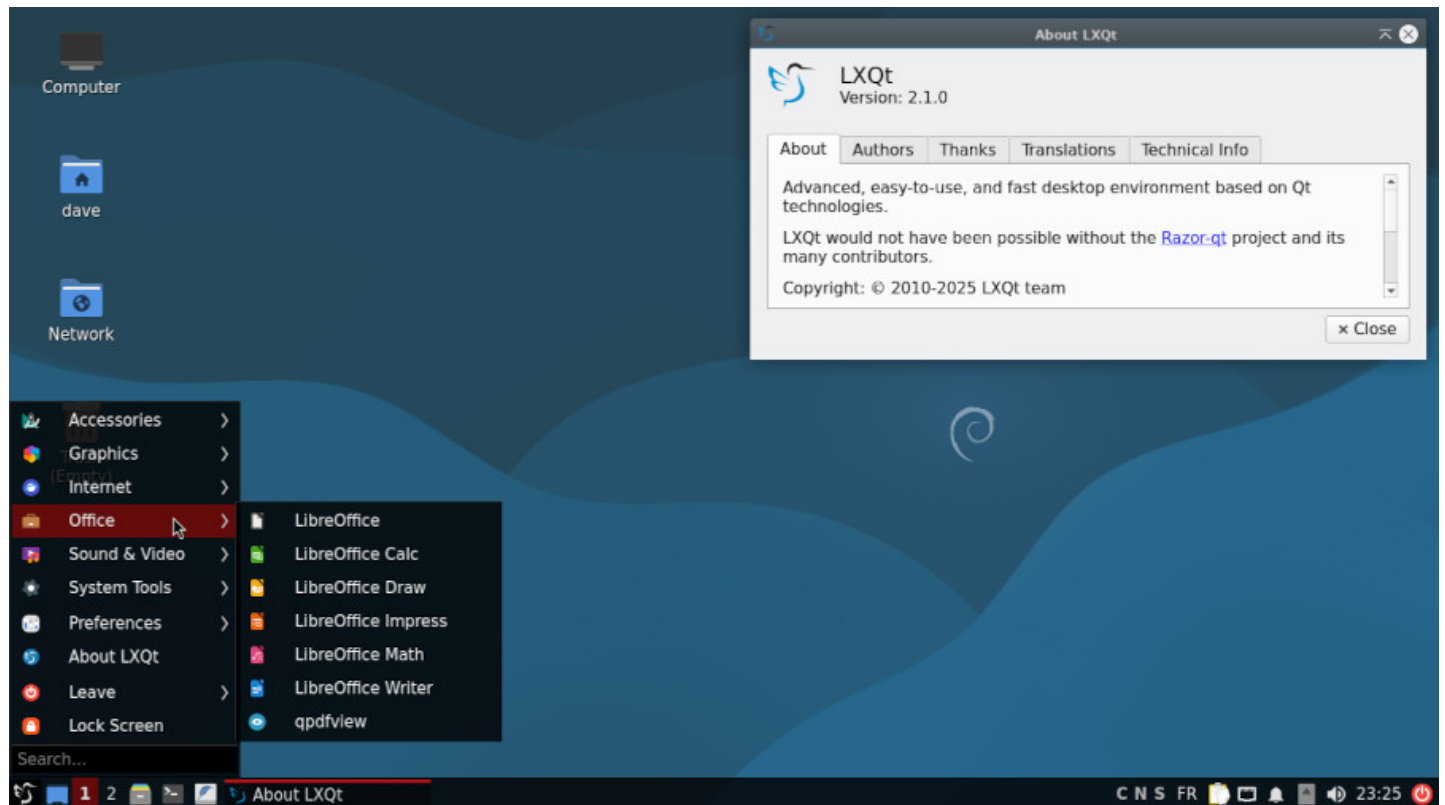 Computer
dave
Network
(Empty)
About LXQt
LXQt
Version: 2.1.0
About Authors Thanks Translations Technical Info
Advanced, easy-to-use, and fast desktop environment based on Qt
technologies.
LXQt would not have been possible without the Razor-qt project and its
many contributors.
Copyright: © 2010-2025 LXQt team
× Close
Accessories
Graphics
Internet
Office
Sound & Video
System Tools
Preferences
About LXQt
Leave
Lock Screen
Search...
LibreOffice
LibreOffice Calc
LibreOffice Draw
LibreOffice Impress
LibreOffice Math
LibreOffice Writer
qpdfview
1 2 About LXQt C N S FR 23:25